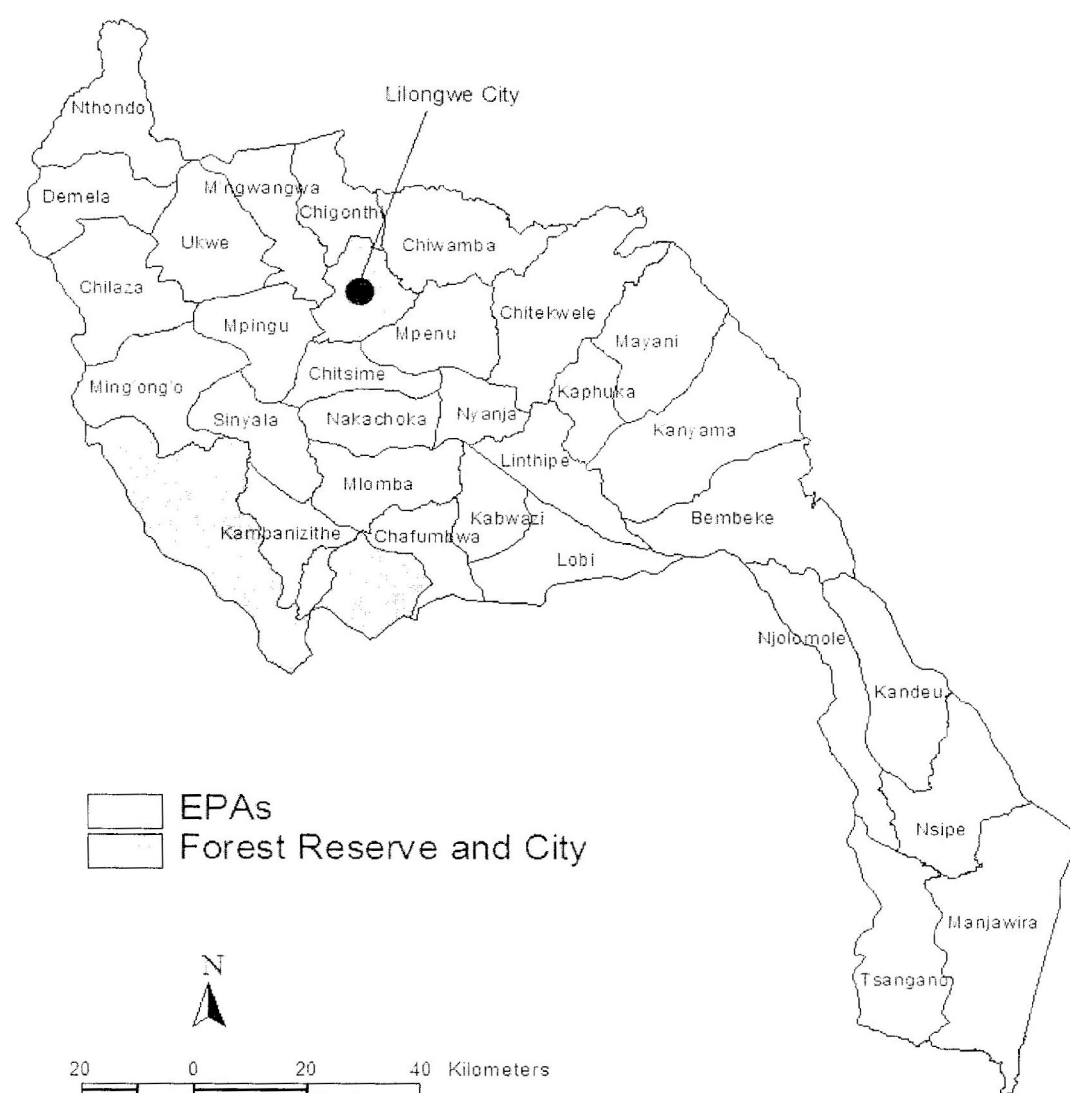 Lilongwe City
Nthondo
Mingwangwa
Demela
Chigonthi
Ukwe
Chiwamba
Chilaza
Chitekwele
Mpingu
Mpenu
Mayani
Chitsime
Ming'ong'o
Kaphuka
Sinyala
Nakachoka
Nyanja
Kanyama
Linthipe
Mlomba
Kabwazi
Bembeke
Kambanizithe
Chafumbwa
Lobi
Njolomole
Kandeu
EPAs
Nsipe
Forest Reserve and City
Manjawira
N
Tsangano
20 0 20 40 Kilometers